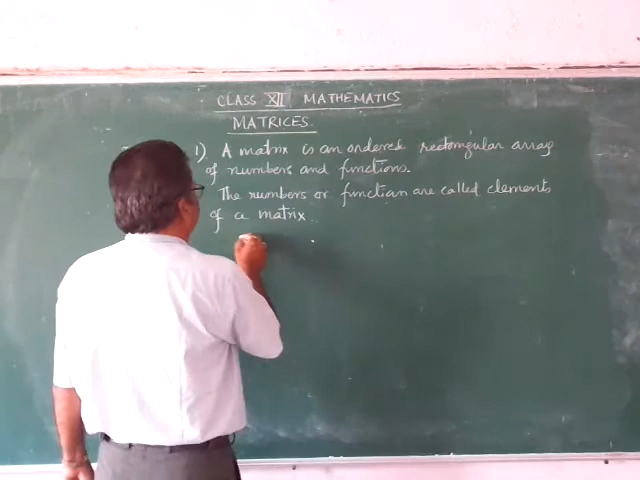 CLASS XII MATHEMATICS
MATRICES.
1) A matrix is an ordered rectangular array
of numbers and functions.
The numbers or function are called elements
of a matrix.